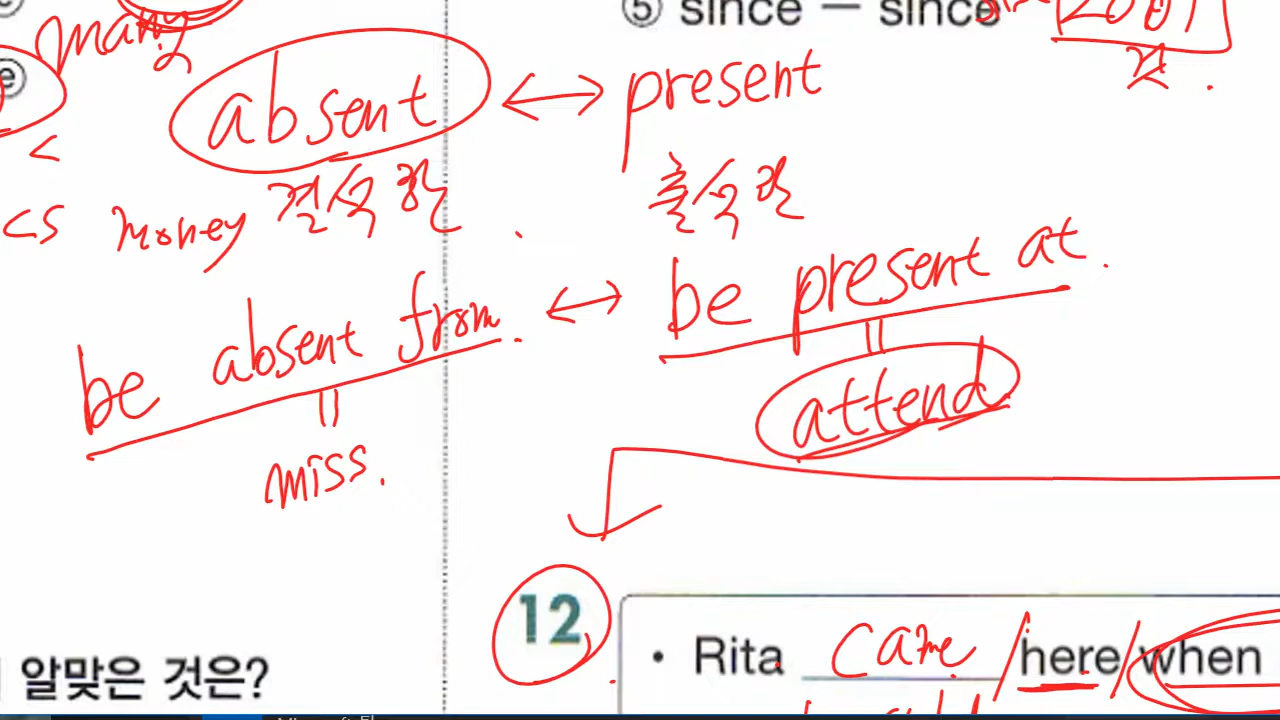 ⑤ since – since
many
absent ↔ present
결석한 출석한
money
be absent from. ↔ be present at.
||
||
attend
miss.
12
• Rita came / here / when
알맞은 것은?